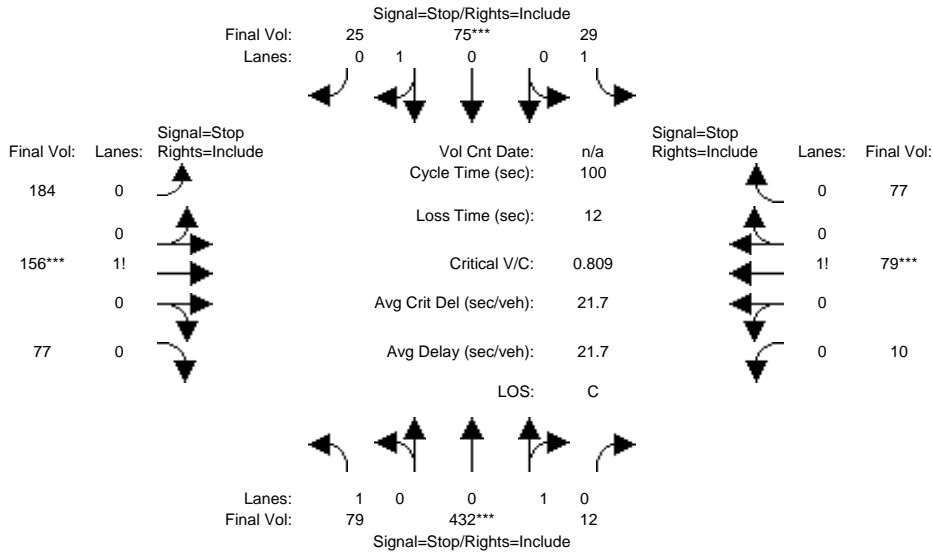 Signal=Stop/Rights=Include
Final Vol: 25 75*** 29
Lanes: 0 1 0 0 1
Signal=Stop
Final Vol: Lanes: Rights=Include
Vol Cnt Date: n/a
Cycle Time (sec): 100
Signal=Stop
Rights=Include Lanes: Final Vol:
184 0
0 77
Loss Time (sec): 12
0
0
156*** 1!
Critical V/C: 0.809
1! 79***
0
Avg Crit Del (sec/veh): 21.7
0
77 0
Avg Delay (sec/veh): 21.7
0 10
LOS: C
Lanes: 1 0 0 1 0
Final Vol: 79 432*** 12
Signal=Stop/Rights=Include